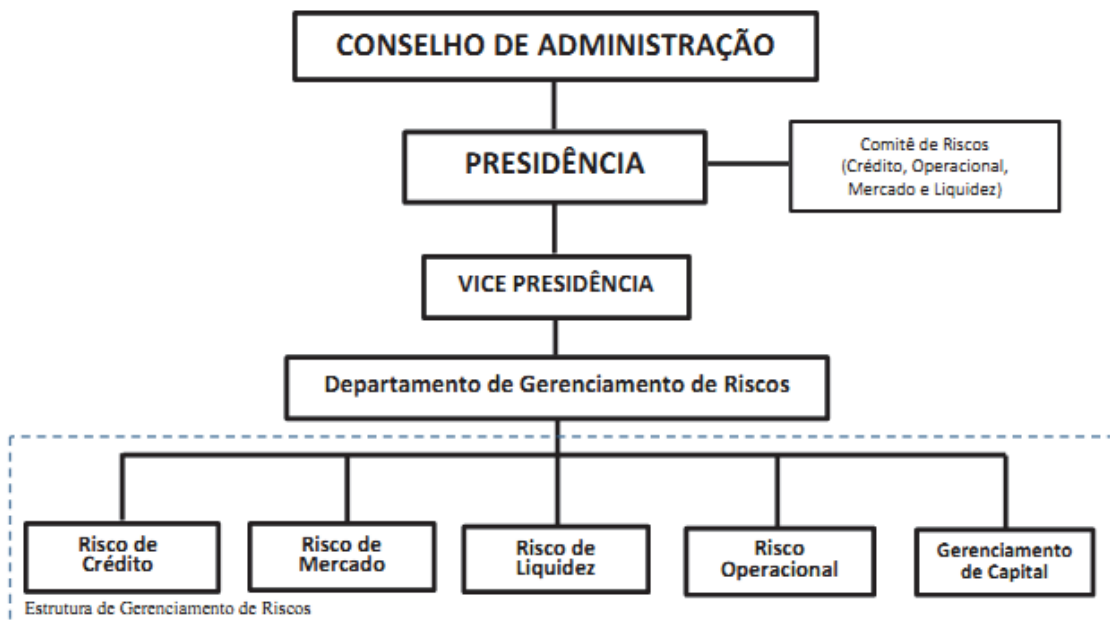 CONSELHO DE ADMINISTRAÇÃO
PRESIDÊNCIA
Comitê de Riscos
(Crédito, Operacional,
Mercado e Liquidez)
VICE PRESIDÊNCIA
Departamento de Gerenciamento de Riscos
Risco de
Crédito
Risco de
Mercado
Risco de
Liquidez
Risco
Operacional
Gerenciamento
de Capital
Estrutura de Gerenciamento de Riscos